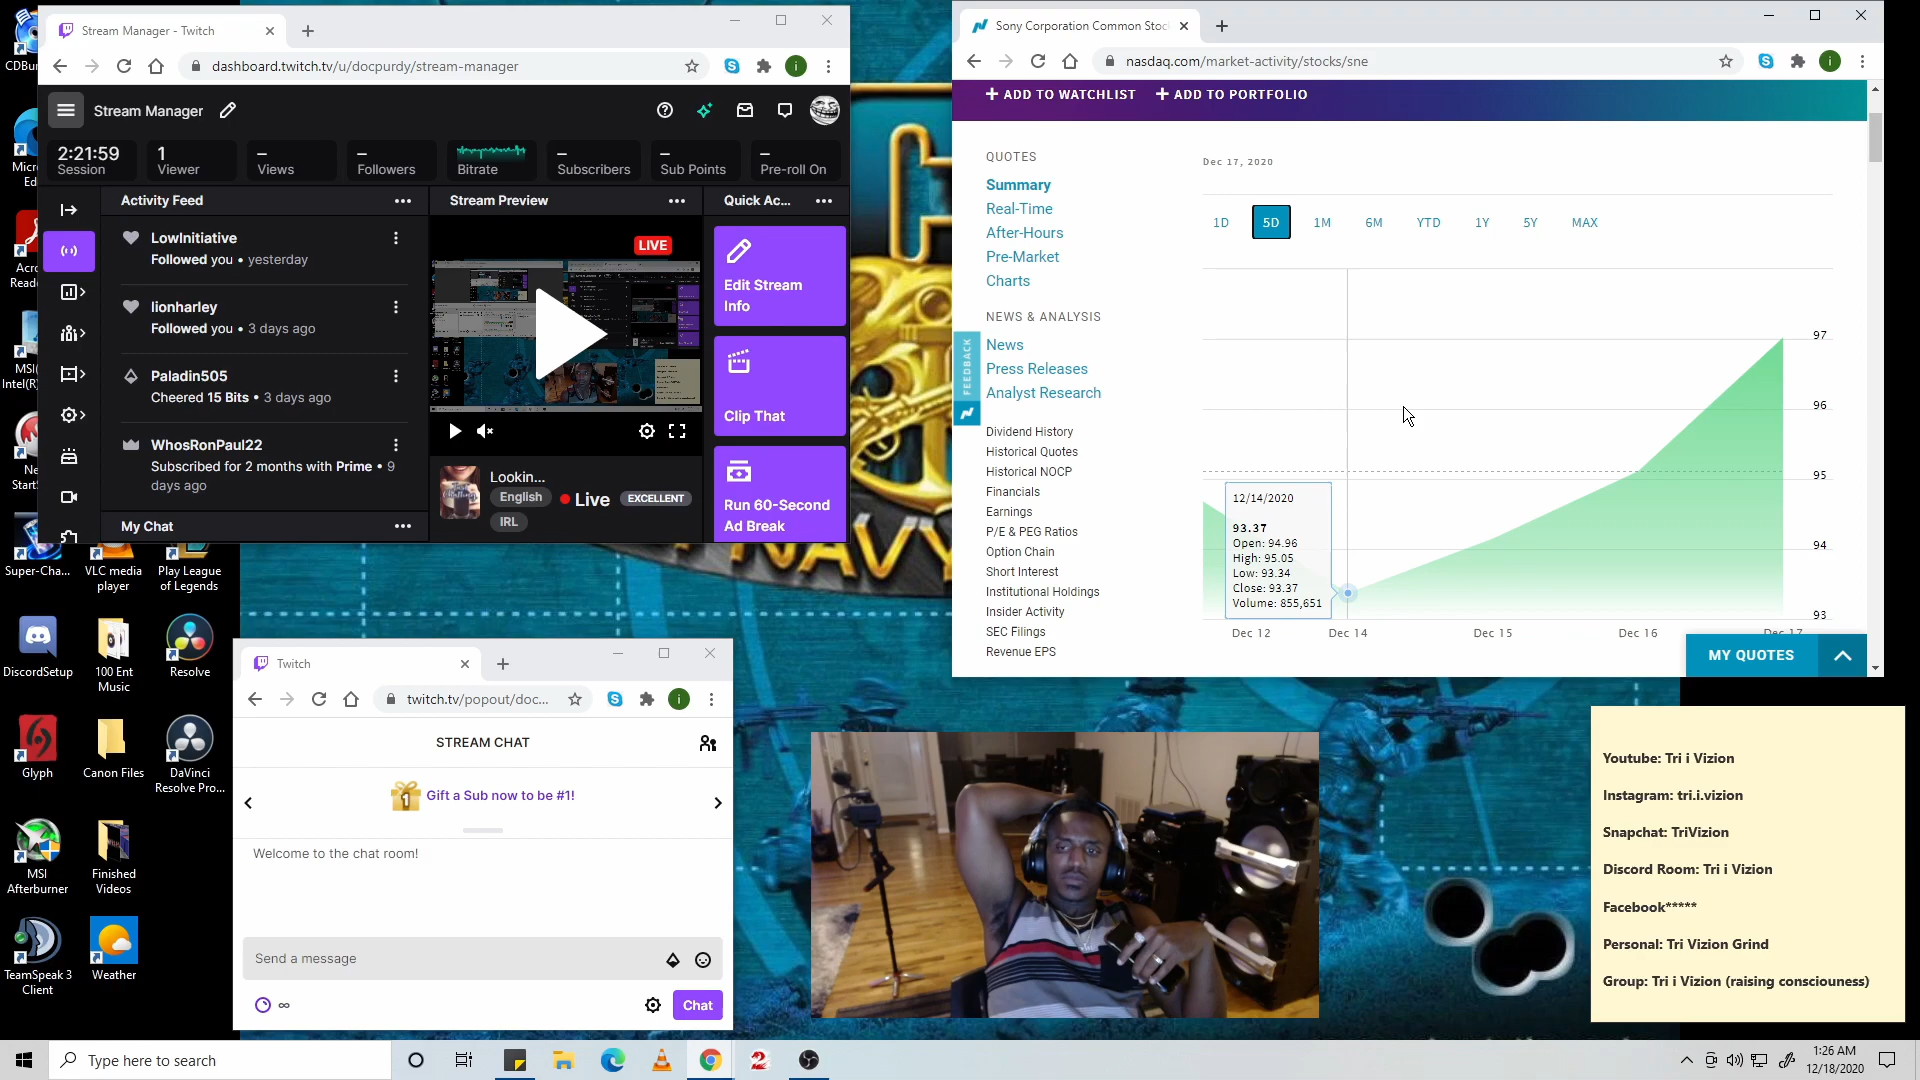 Stream Manager - Twitch
dashboard.twitch.tv/u/docpurdy/stream-manager
i
Stream Manager
2:21:59
Session
1
Viewer
–
Views
–
Followers
Bitrate
–
Subscribers
–
Sub Points
–
Pre-roll On
Activity Feed
LowInitiative
Followed you • yesterday
lionharley
Followed you • 3 days ago
Paladin505
Cheered 15 Bits • 3 days ago
WhosRonPaul22
Subscribed for 2 months with Prime • 9
days ago
My Chat
Stream Preview
LIVE
Lookin...
English
IRL
Live
EXCELLENT
Quick Ac...
Edit Stream
Info
Clip That
Run 60-Second
Ad Break
Sony Corporation Common Stoc
nasdaq.com/market-activity/stocks/sne
i
+ ADD TO WATCHLIST
+ ADD TO PORTFOLIO
QUOTES
Summary
Real-Time
After-Hours
Pre-Market
Charts
NEWS & ANALYSIS
News
Press Releases
Analyst Research
Dividend History
Historical Quotes
Historical NOCP
Financials
Earnings
P/E & PEG Ratios
Option Chain
Short Interest
Institutional Holdings
Insider Activity
SEC Filings
Revenue EPS
FEEDBACK
Dec 17, 2020
1D 5D 1M 6M YTD 1Y 5Y MAX
97
96
95
94
93
12/14/2020
93.37
Open: 94.96
High: 95.05
Low: 93.34
Close: 93.37
Volume: 855,651
Dec 12 Dec 14 Dec 15 Dec 16 Dec 17
MY QUOTES
NAVY
Super-Cha...
VLC media
player
Play League
of Legends
DiscordSetup
100 Ent
Music
Resolve
Glyph
Canon Files
DaVinci
Resolve Pro...
MSI
Afterburner
Finished
Videos
TeamSpeak 3
Client
Weather
Twitch
twitch.tv/popout/doc...
i
STREAM CHAT
1
Gift a Sub now to be #1!
Welcome to the chat room!
Send a message
∞
Chat
Youtube: Tri i Vizion
Instagram: tri.i.vizion
Snapchat: TriVizion
Discord Room: Tri i Vizion
Facebook*****
Personal: Tri Vizion Grind
Group: Tri i Vizion (raising consciouness)
Type here to search
1:26 AM
12/18/2020